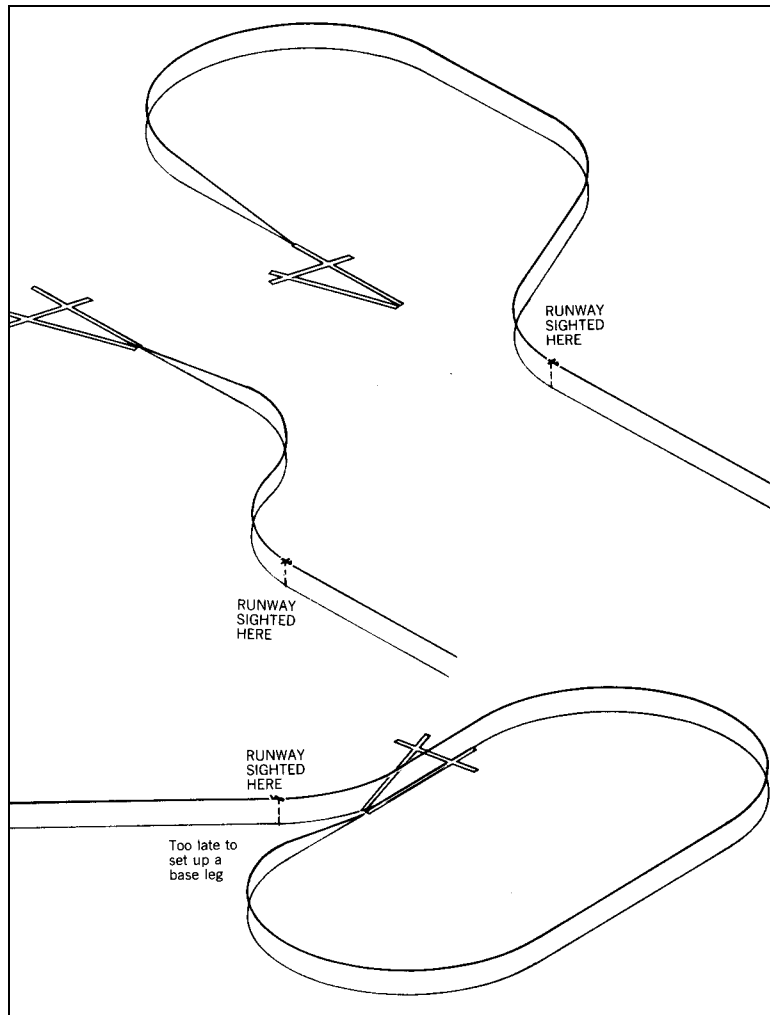 RUNWAY
SIGHTED
HERE
RUNWAY
SIGHTED
HERE
RUNWAY
SIGHTED
HERE
Too late to
set up a
base leg